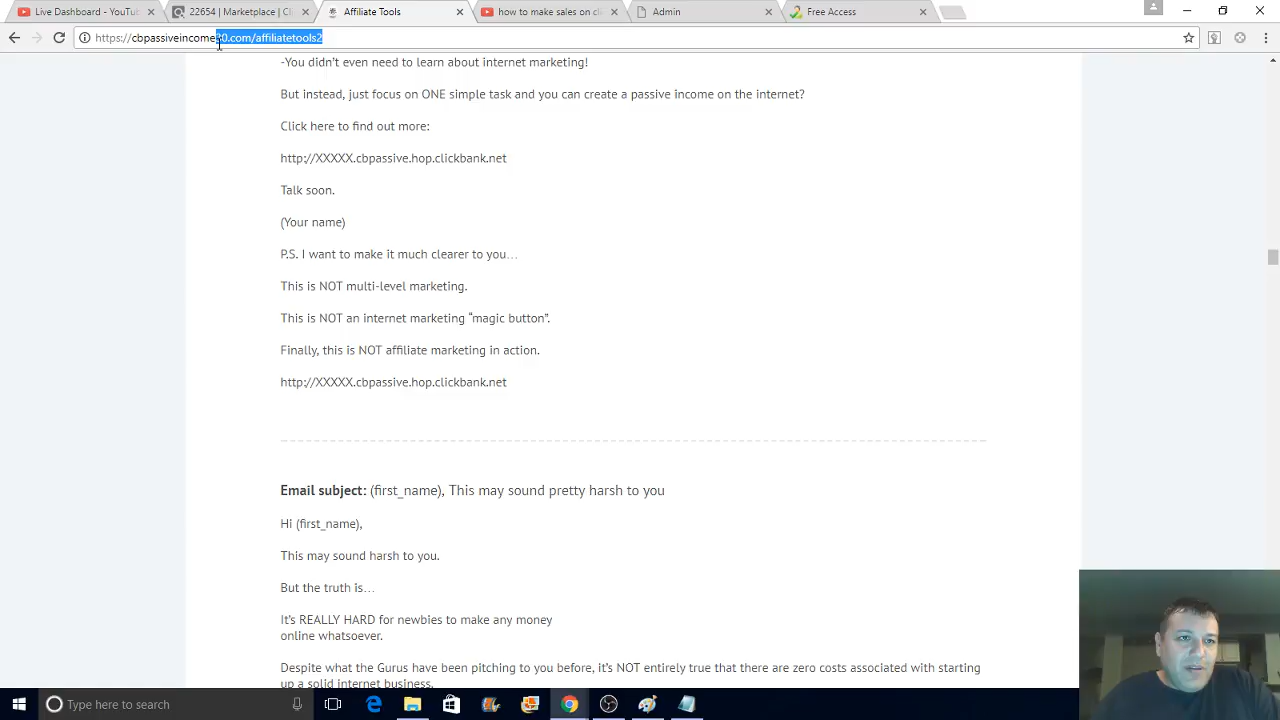 Live Dashboard - YouTu
22654 | Marketplace | Cli
Affiliate Tools
how to make sales on cli
Admin
Free Access
https://cbpassiveincome30.com/affiliatetools2
-You didn’t even need to learn about internet marketing!
But instead, just focus on ONE simple task and you can create a passive income on the internet?
Click here to find out more:
http://XXXXX.cbpassive.hop.clickbank.net
Talk soon.
(Your name)
P.S. I want to make it much clearer to you…
This is NOT multi-level marketing.
This is NOT an internet marketing “magic button”.
Finally, this is NOT affiliate marketing in action.
http://XXXXX.cbpassive.hop.clickbank.net
Email subject: (first_name), This may sound pretty harsh to you
Hi (first_name),
This may sound harsh to you.
But the truth is…
It’s REALLY HARD for newbies to make any money
online whatsoever.
Despite what the Gurus have been pitching to you before, it’s NOT entirely true that there are zero costs associated with starting
up a solid internet business.
Type here to search